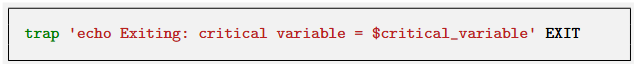 trap 'echo Exiting: critical variable = $critical_variable' EXIT